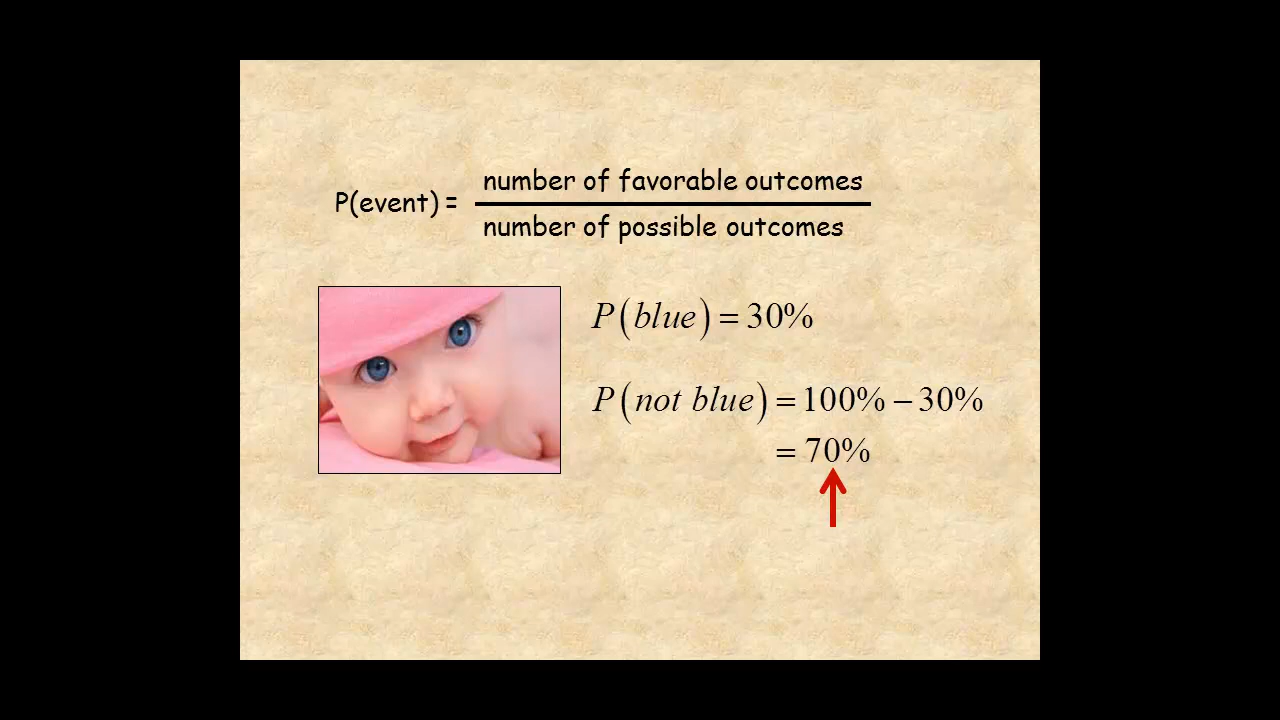 P(event) = number of favorable outcomes
number of possible outcomes
P(blue) = 30%
P(not blue) = 100% − 30%
= 70%